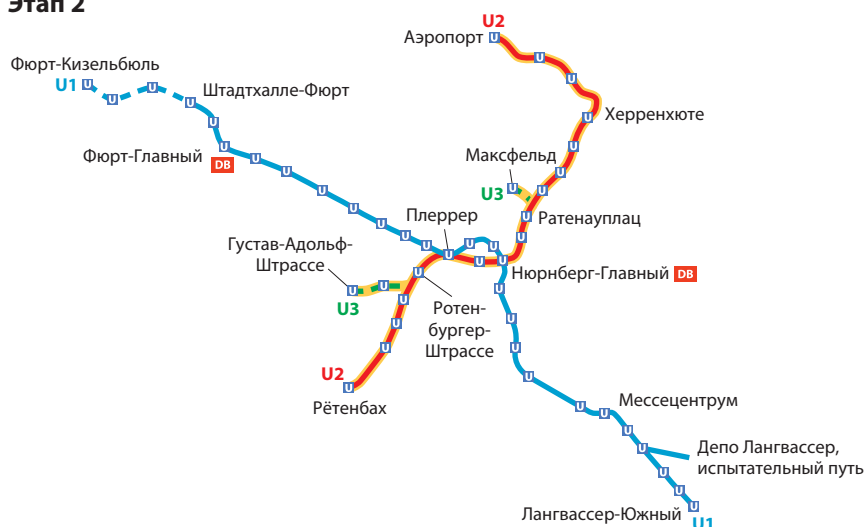 Этап 2
U2
Аэропорт
Фюрт-Кизельбюль
U1
Штадтхалле-Фюрт
Херренхюте
Фюрт-Главный DB
Максфельд
U3
Плеррер
Ратенауплац
Густав-Адольф-
Штрассе
U3
Нюрнберг-Главный DB
Ротен-
бургер-
Штрассе
U2
Рётенбах
Мессецентрум
Депо Лангвассер,
испытательный путь
Лангвассер-Южный
U1